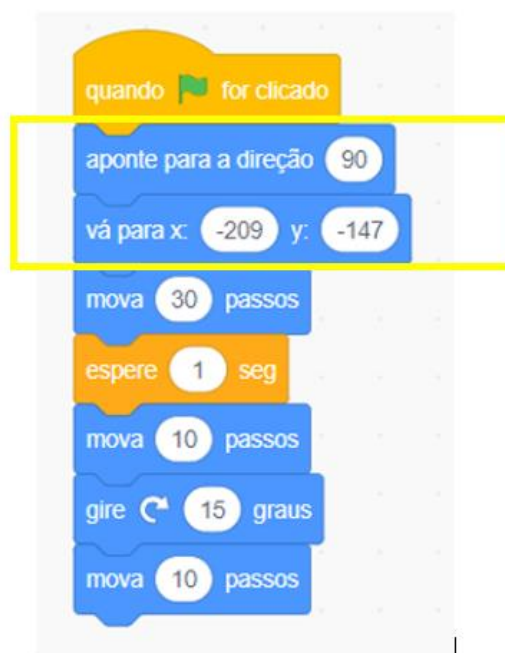 quando for clicado
aponte para a direção 90
vá para x: -209 y: -147
mova 30 passos
espere 1 seg
mova 10 passos
gire 15 graus
mova 10 passos